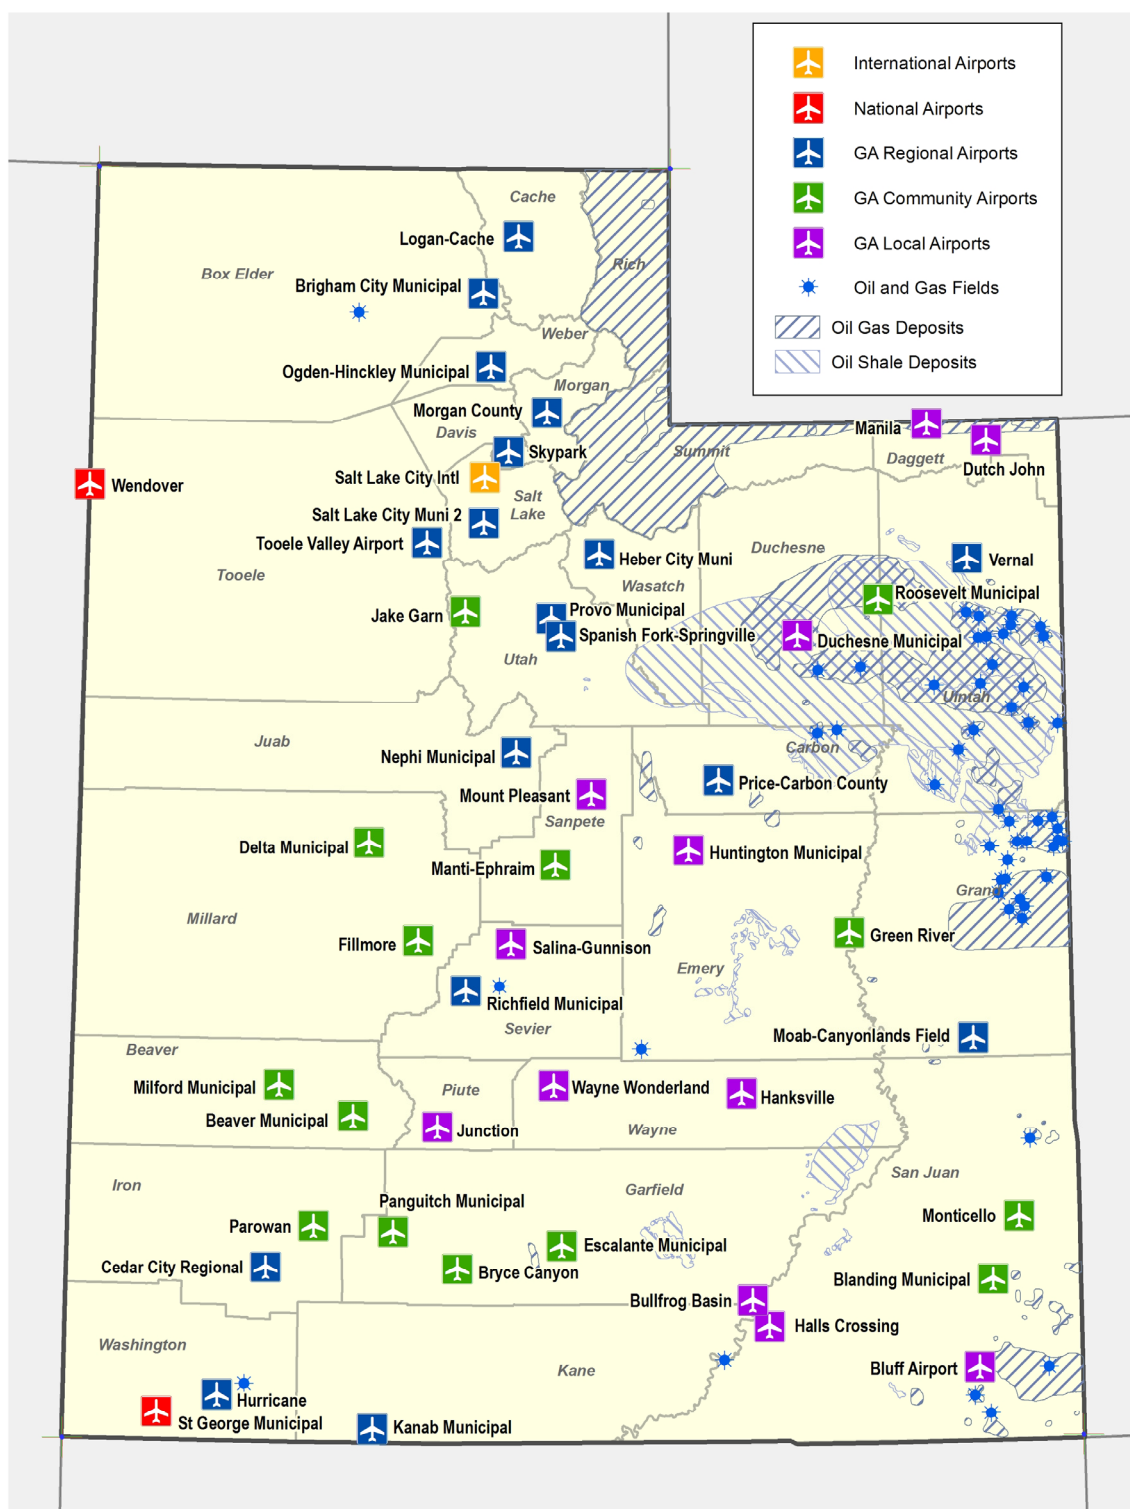 International Airports
National Airports
GA Regional Airports
GA Community Airports
GA Local Airports
Oil and Gas Fields
Oil Gas Deposits
Oil Shale Deposits
Cache
Logan-Cache
Rich
Box Elder
Brigham City Municipal
Weber
Ogden-Hinckley Municipal
Morgan
Morgan County
Davis
Manila
Skypark
Summit
Daggett
Dutch John
Salt Lake City Intl
Wendover
Salt
Lake
Salt Lake City Muni 2
Tooele Valley Airport
Duchesne
Heber City Muni
Vernal
Tooele
Wasatch
Roosevelt Municipal
Jake Garn
Provo Municipal
Spanish Fork-Springville
Duchesne Municipal
Utah
Uintah
Juab
Nephi Municipal
Carbon
Price-Carbon County
Mount Pleasant
Sanpete
Delta Municipal
Manti-Ephraim
Huntington Municipal
Grand
Millard
Fillmore
Salina-Gunnison
Green River
Emery
Richfield Municipal
Sevier
Moab-Canyonlands Field
Beaver
Milford Municipal
Piute
Wayne Wonderland
Hanksville
Beaver Municipal
Junction
Wayne
San Juan
Iron
Garfield
Panguitch Municipal
Parowan
Monticello
Escalante Municipal
Cedar City Regional
Bryce Canyon
Blanding Municipal
Bullfrog Basin
Halls Crossing
Washington
Kane
Bluff Airport
Hurricane
St George Municipal
Kanab Municipal